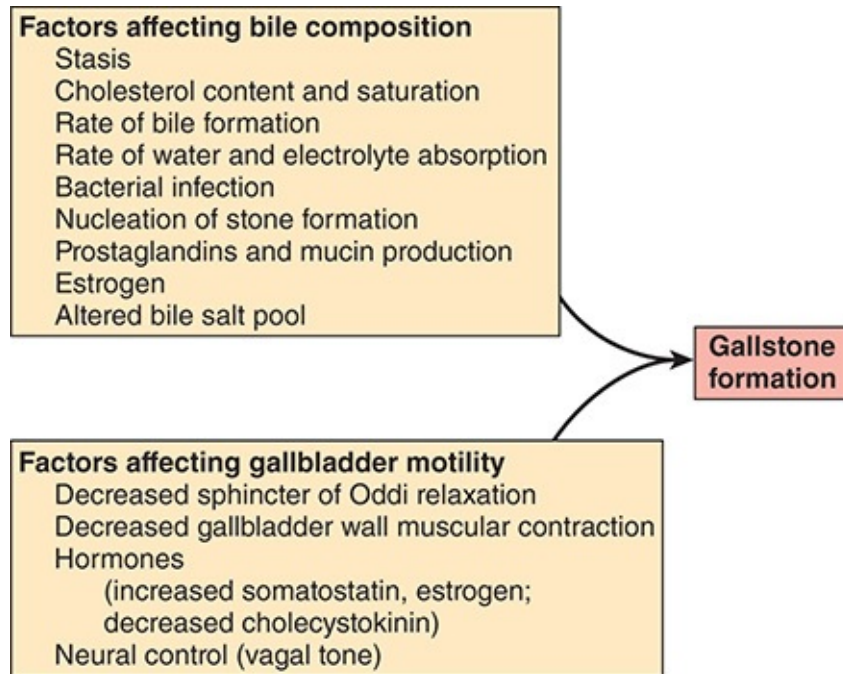 Factors affecting bile composition
Stasis
Cholesterol content and saturation
Rate of bile formation
Rate of water and electrolyte absorption
Bacterial infection
Nucleation of stone formation
Prostaglandins and mucin production
Estrogen
Altered bile salt pool
Gallstone
formation
Factors affecting gallbladder motility
Decreased sphincter of Oddi relaxation
Decreased gallbladder wall muscular contraction
Hormones
(increased somatostatin, estrogen;
decreased cholecystokinin)
Neural control (vagal tone)